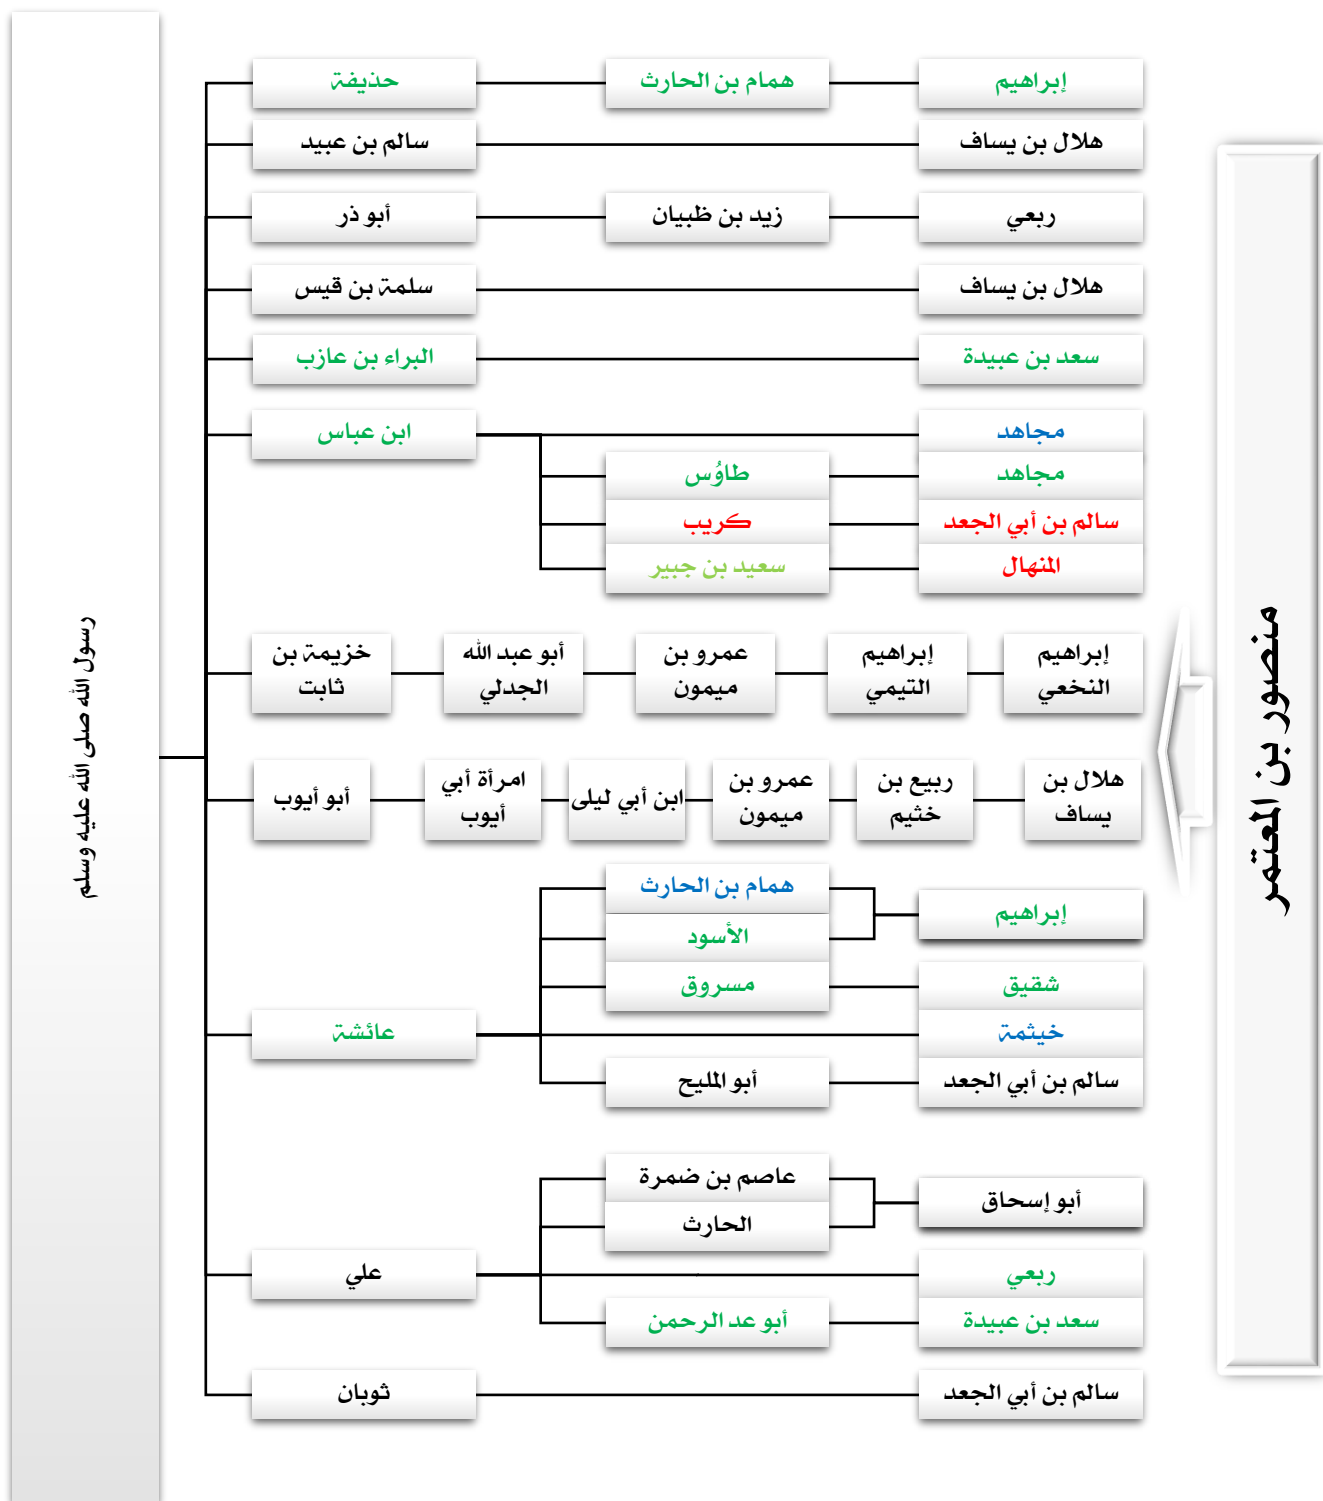 منصور بن المعتمر
إبراهيم
همام بن الحارث
حذيفة
هلال بن يساف
سالم بن عبيد
ربعي
زيد بن ظبيان
أبو ذر
هلال بن يساف
سلمة بن قيس
سعد بن عبيدة
البراء بن عازب
مجاهد
ابن عباس
مجاهد
طاؤس
سالم بن أبي الجعد
كريب
المنهال
سعيد بن جبير
إبراهيم
النخعي
إبراهيم
التيمي
عمرو بن
ميمون
أبو عبد الله
الجدلي
خزيمة بن
ثابت
هلال بن
يساف
ربيع بن
خثيم
عمرو بن
ميمون
ابن أبي ليلى
امرأة أبي
أيوب
أبو أيوب
إبراهيم
همام بن الحارث
الأسود
شقيق
مسروق
خيثمة
عائشة
سالم بن أبي الجعد
أبو المليح
أبو إسحاق
عاصم بن ضمرة
الحارث
ربعي
علي
سعد بن عبيدة
أبو عد الرحمن
سالم بن أبي الجعد
ثوبان
رسول الله صلى الله عليه وسلم